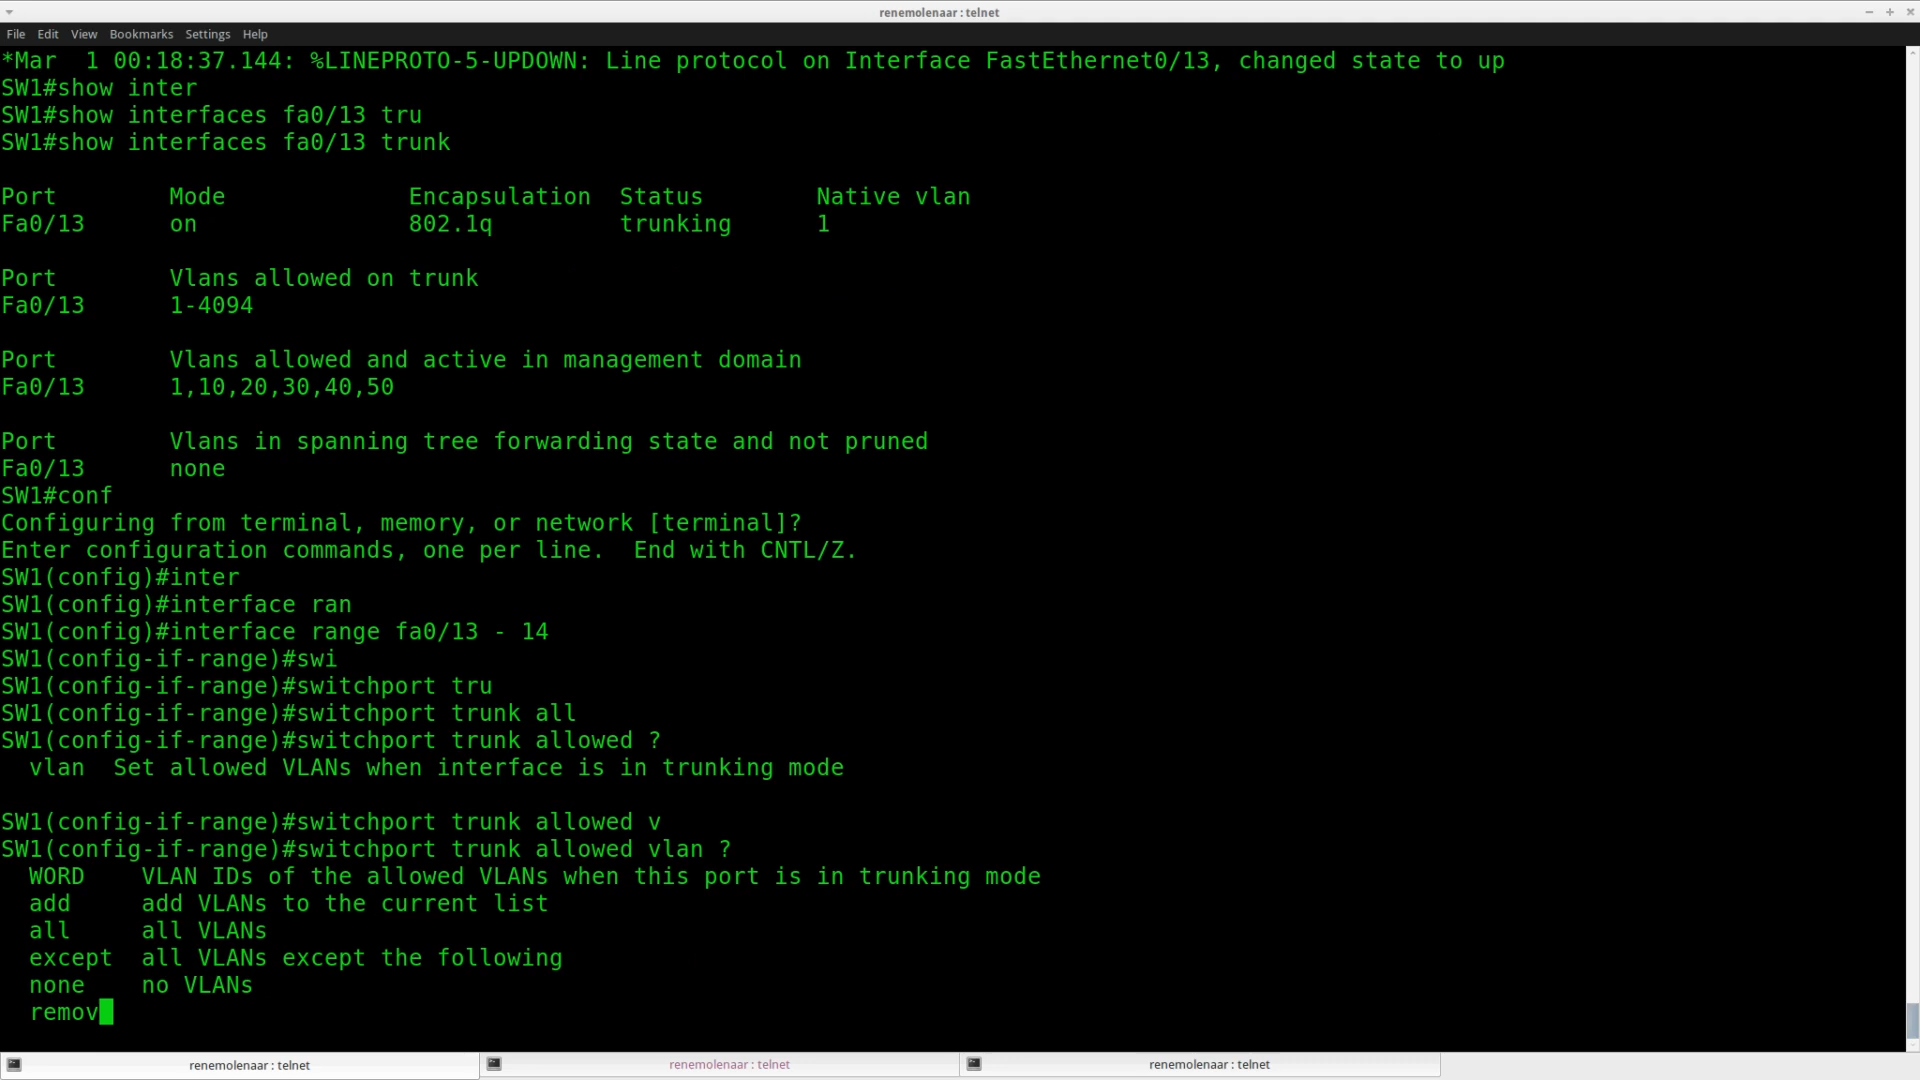 renemolenaar : telnet
File Edit View Bookmarks Settings Help
*Mar  1 00:18:37.144: %LINEPROTO-5-UPDOWN: Line protocol on Interface FastEthernet0/13, changed state to up
SW1#show inter
SW1#show interfaces fa0/13 tru
SW1#show interfaces fa0/13 trunk
Port        Mode             Encapsulation  Status        Native vlan
Fa0/13      on               802.1q         trunking      1
Port        Vlans allowed on trunk
Fa0/13      1-4094
Port        Vlans allowed and active in management domain
Fa0/13      1,10,20,30,40,50
Port        Vlans in spanning tree forwarding state and not pruned
Fa0/13      none
SW1#conf
Configuring from terminal, memory, or network [terminal]?
Enter configuration commands, one per line.  End with CNTL/Z.
SW1(config)#inter
SW1(config)#interface ran
SW1(config)#interface range fa0/13 - 14
SW1(config-if-range)#swi
SW1(config-if-range)#switchport tru
SW1(config-if-range)#switchport trunk all
SW1(config-if-range)#switchport trunk allowed ?
  vlan  Set allowed VLANs when interface is in trunking mode
SW1(config-if-range)#switchport trunk allowed v
SW1(config-if-range)#switchport trunk allowed vlan ?
  WORD    VLAN IDs of the allowed VLANs when this port is in trunking mode
  add     add VLANs to the current list
  all     all VLANs
  except  all VLANs except the following
  none    no VLANs
  remov
renemolenaar : telnet renemolenaar : telnet renemolenaar : telnet